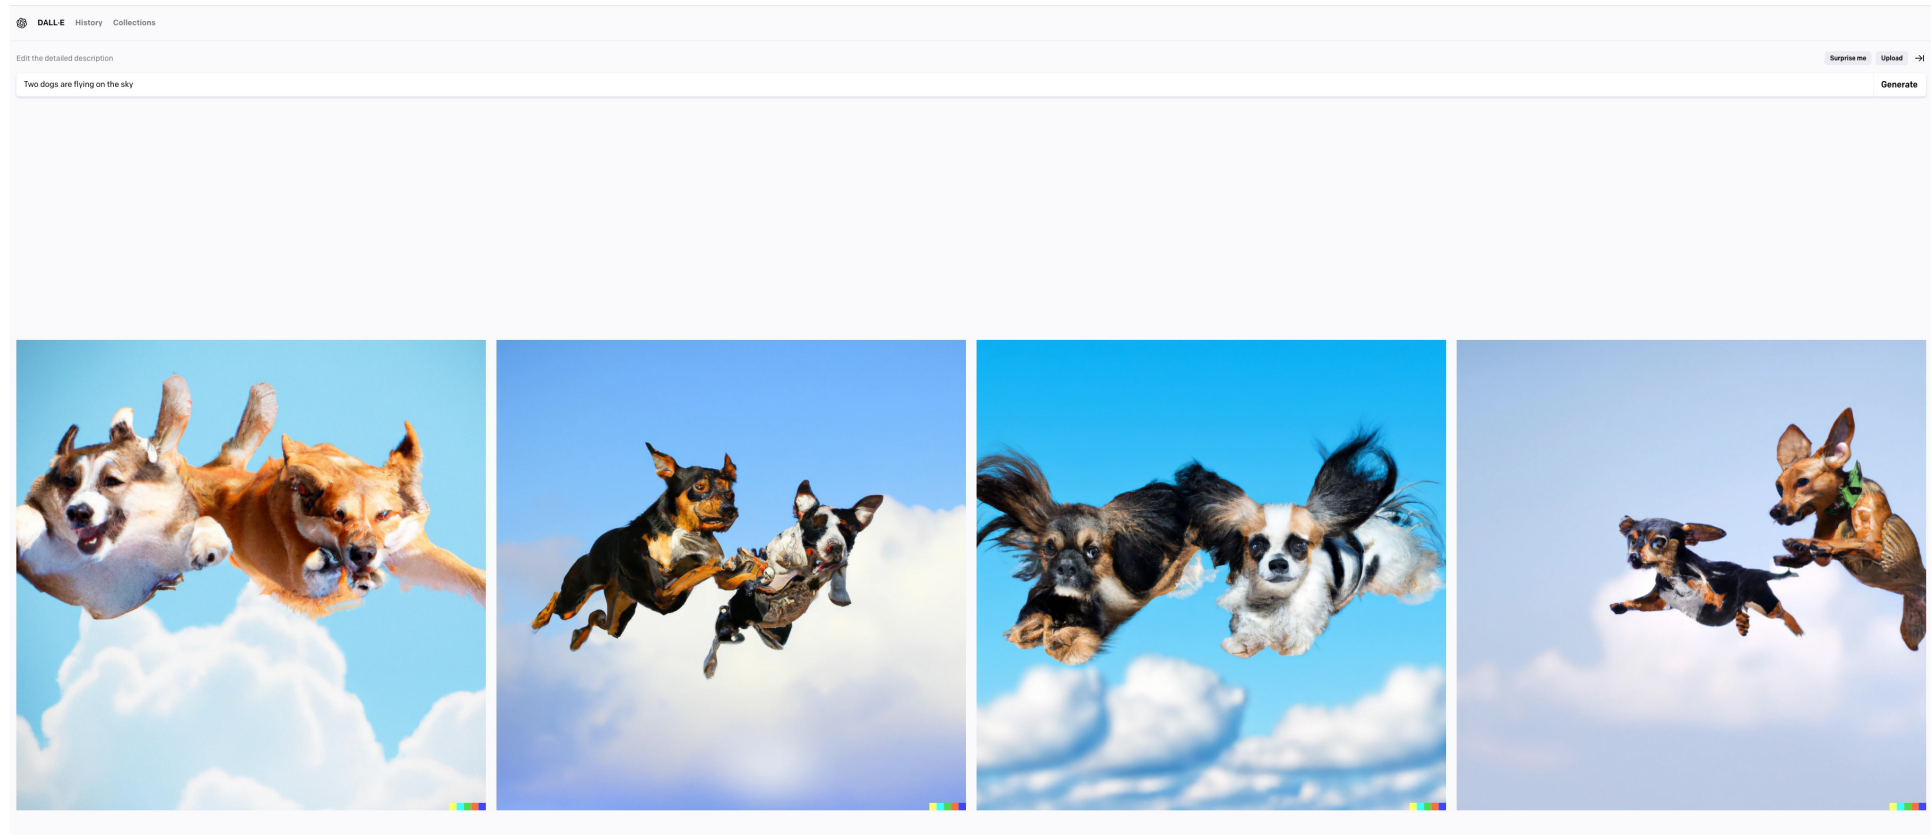 DALL·E History Collections
Edit the detailed description
Surprise me Upload
Two dogs are flying on the sky
Generate